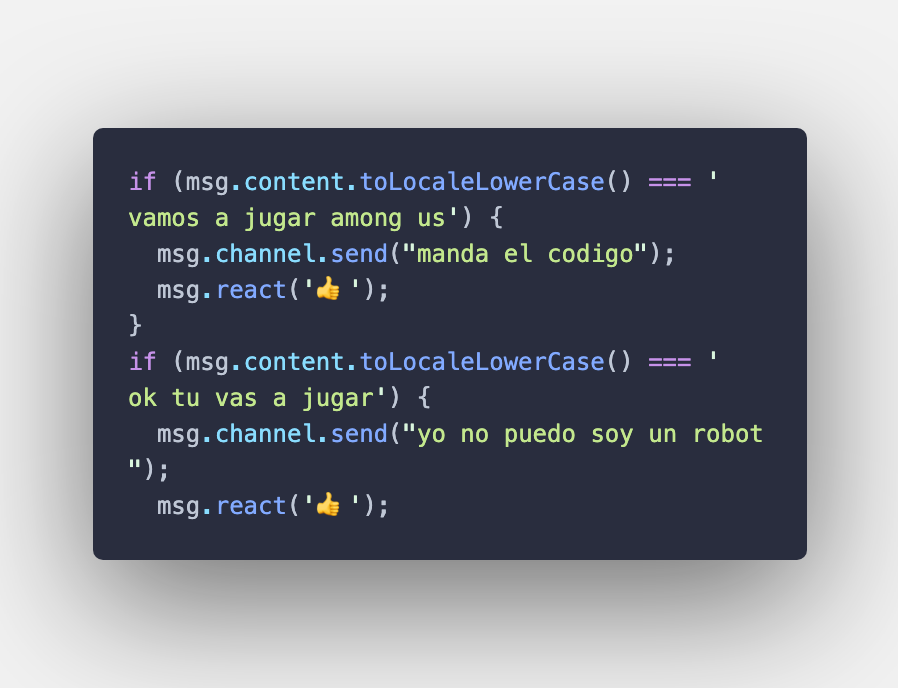 if (msg.content.toLocaleLowerCase() === '
vamos a jugar among us') {
  msg.channel.send("manda el codigo");
  msg.react('👍 ');
}
if (msg.content.toLocaleLowerCase() === '
ok tu vas a jugar') {
  msg.channel.send("yo no puedo soy un robot
");
  msg.react('👍 ');